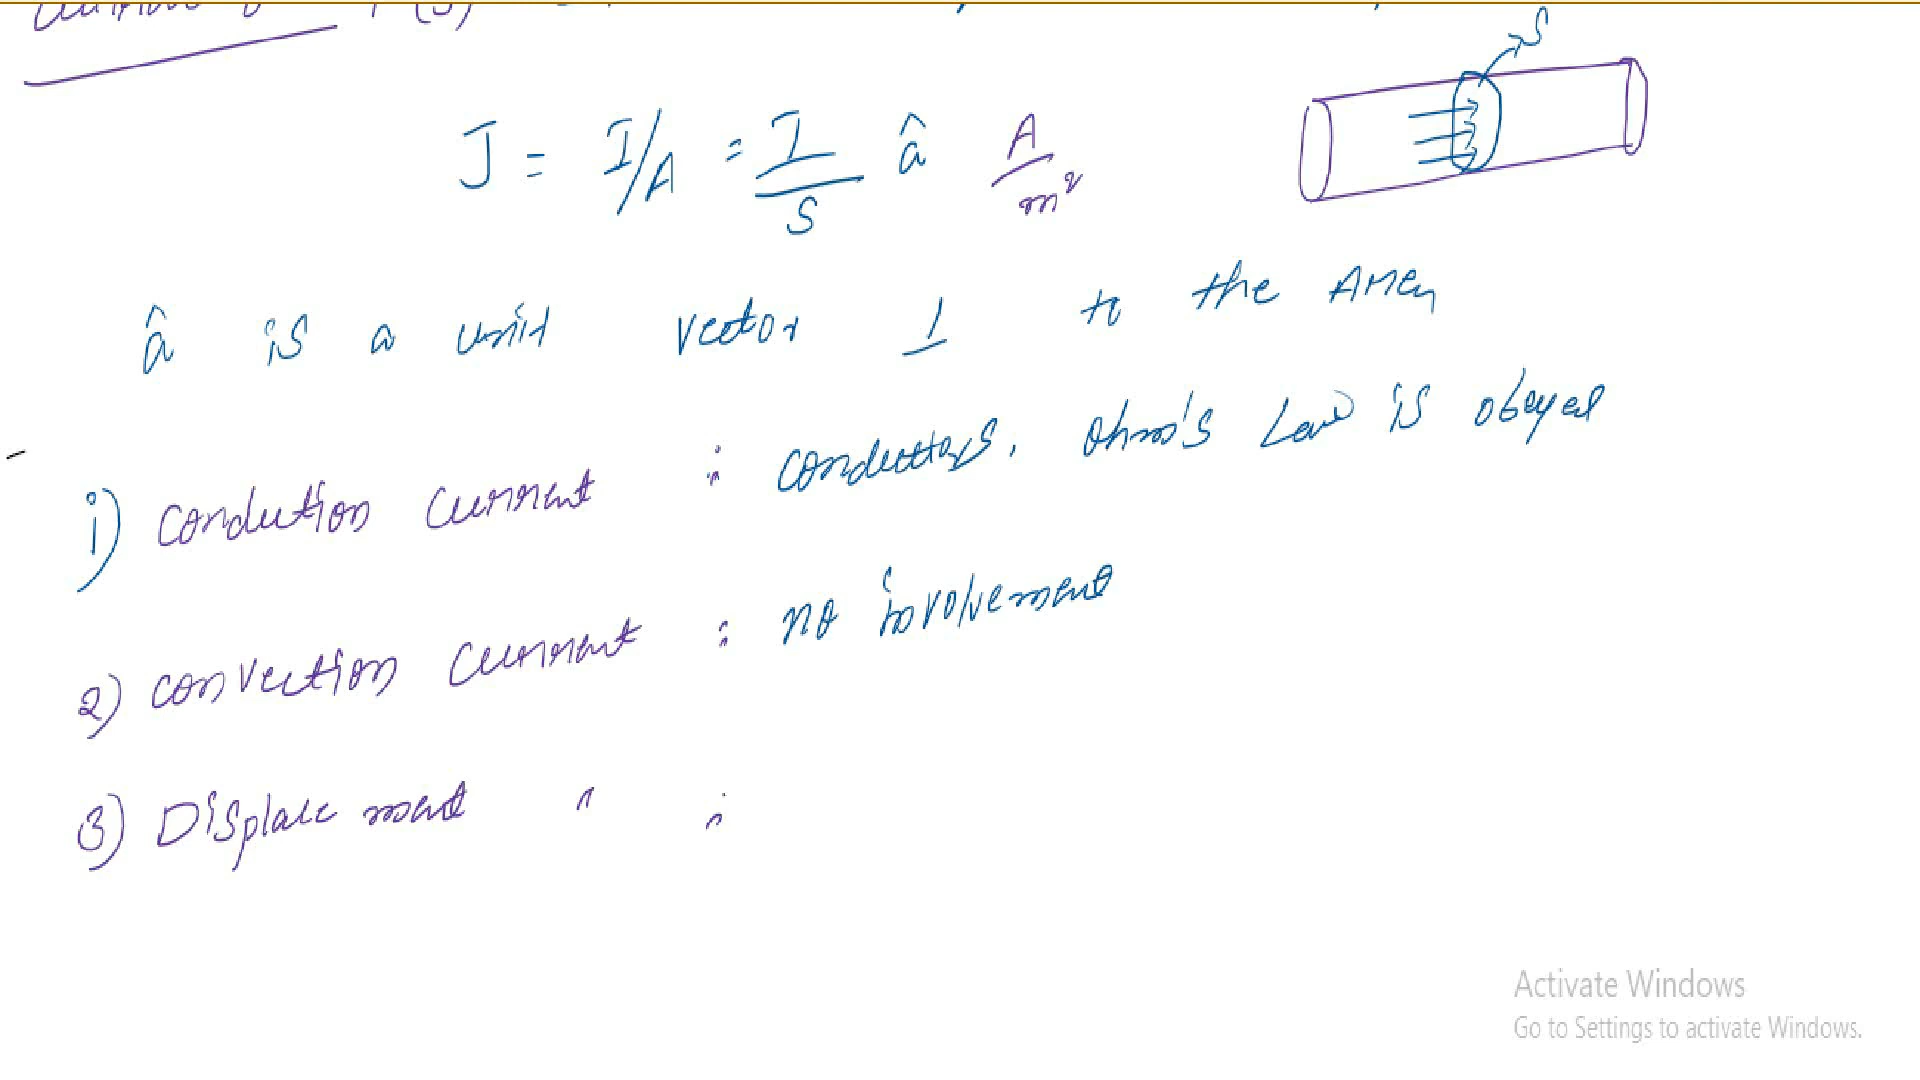 (J)
S
J = I/A = I/S â A/m²
â is a unit vector ⊥ to the Area
1) conduction current : conductors, ohm's Law is obeyed
2) convection current : no involvement
3) Displacement " :
Activate Windows
Go to Settings to activate Windows.